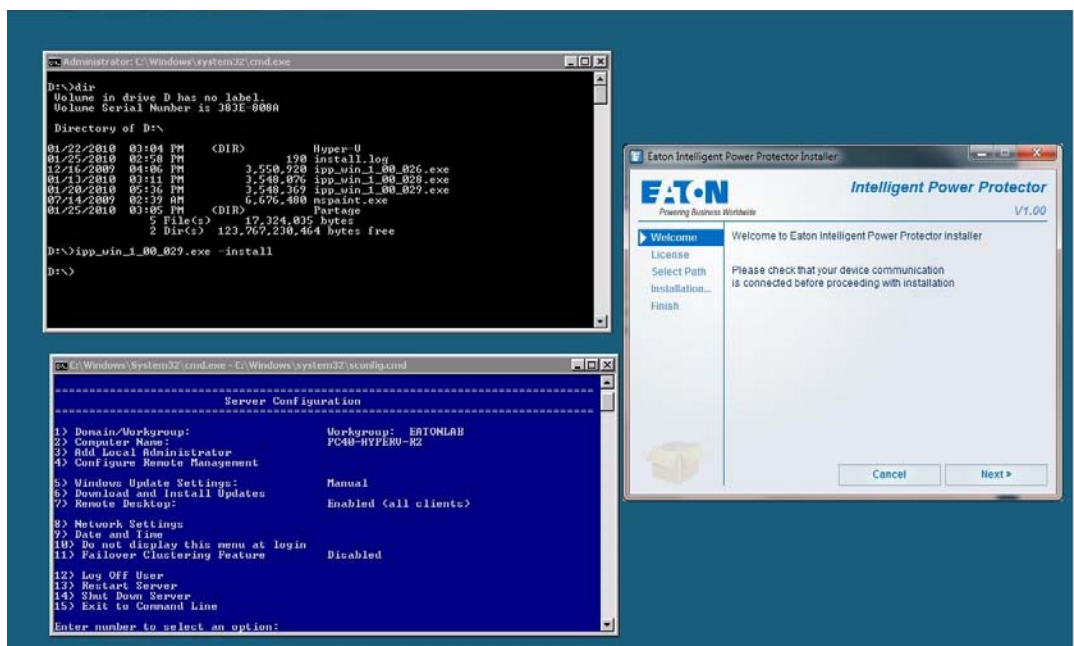 Administrator: C:\Windows\system32\cmd.exe
D:\>dir
Volume in drive D has no label.
Volume Serial Number is 383E-808A
Directory of D:\
01/22/2010 03:04 PM <DIR> Hyper-V
01/25/2010 02:58 PM 190 install.log
12/16/2009 04:06 PM 3,550,920 ipp_win_1_00_026.exe
01/13/2010 03:11 PM 3,548,076 ipp_win_1_00_028.exe
01/20/2010 05:36 PM 3,548,369 ipp_win_1_00_029.exe
07/14/2009 02:39 AM 6,676,480 mspaint.exe
01/25/2010 03:05 PM <DIR> Partage
5 File(s) 17,324,035 bytes
2 Dir(s) 123,767,230,464 bytes free
D:\>ipp_win_1_00_029.exe -install
D:\>
C:\Windows\System32\cmd.exe - C:\Windows\system32\sconfig.cmd
Server Configuration
1) Domain/Workgroup: Workgroup: EATONLAB
2) Computer Name: PC40-HYPERV-R2
3) Add Local Administrator
4) Configure Remote Management
5) Windows Update Settings: Manual
6) Download and Install Updates
7) Remote Desktop: Enabled (all clients)
8) Network Settings
9) Date and Time
10) Do not display this menu at login
11) Failover Clustering Feature Disabled
12) Log Off User
13) Restart Server
14) Shut Down Server
15) Exit to Command Line
Enter number to select an option:
Eaton Intelligent Power Protector Installer
EATON
Powering Business Worldwide
Intelligent Power Protector
V1.00
Welcome
License
Select Path
Installation...
Finish
Welcome to Eaton Intelligent Power Protector installer
Please check that your device communication
is connected before proceeding with installation
Cancel
Next »